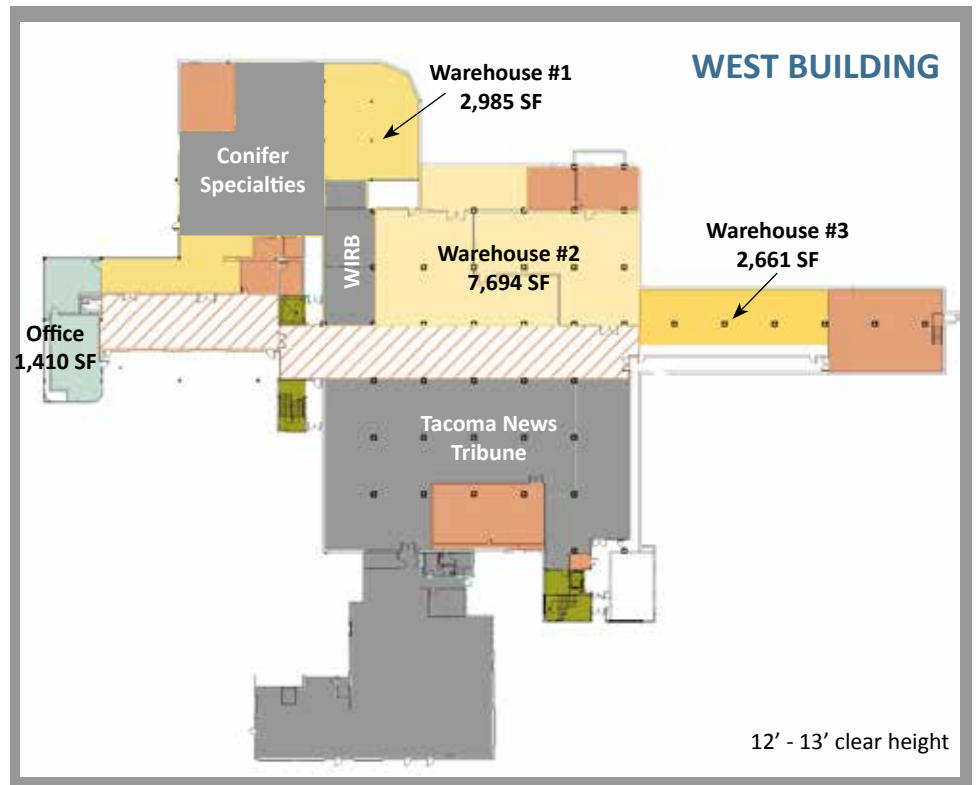 WEST BUILDING
Warehouse #1
2,985 SF
Conifer
Specialties
WIRB
Warehouse #2
7,694 SF
Warehouse #3
2,661 SF
Office
1,410 SF
Tacoma News
Tribune
12’ - 13’ clear height